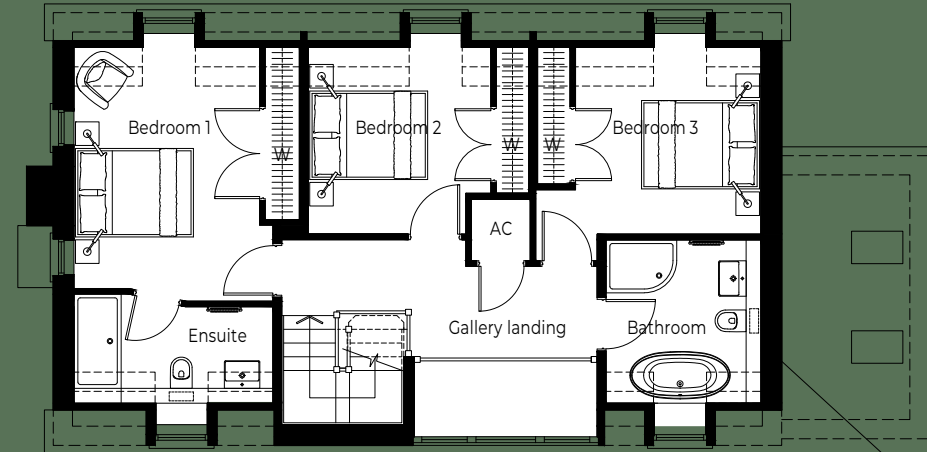 Bedroom 1
W
Bedroom 2
W
W
Bedroom 3
AC
Ensuite
Gallery landing
Bathroom